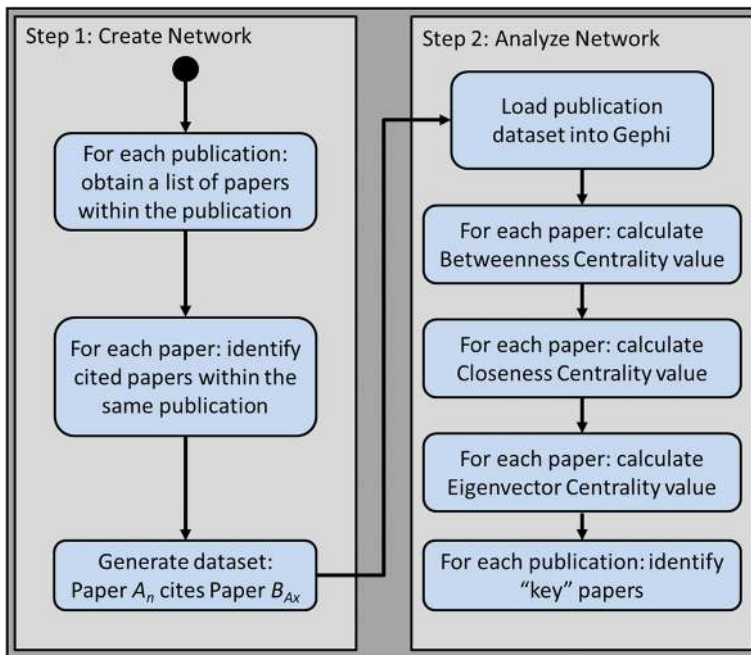 Step 1: Create Network
For each publication:
obtain a list of papers
within the publication
For each paper: identify
cited papers within the
same publication
Generate dataset:
Paper Aₙ cites Paper B_Ax
Step 2: Analyze Network
Load publication
dataset into Gephi
For each paper: calculate
Betweenness Centrality value
For each paper: calculate
Closeness Centrality value
For each paper: calculate
Eigenvector Centrality value
For each publication: identify
“key” papers